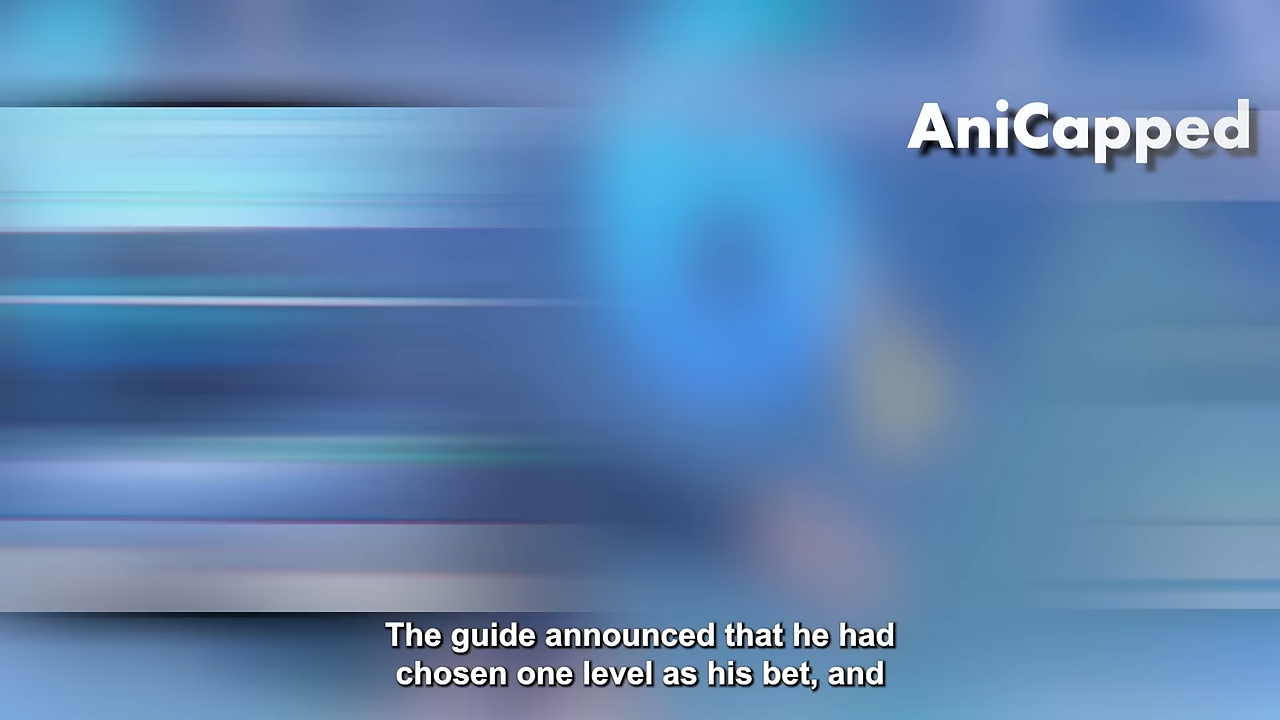 AniCapped
The guide announced that he had
chosen one level as his bet, and